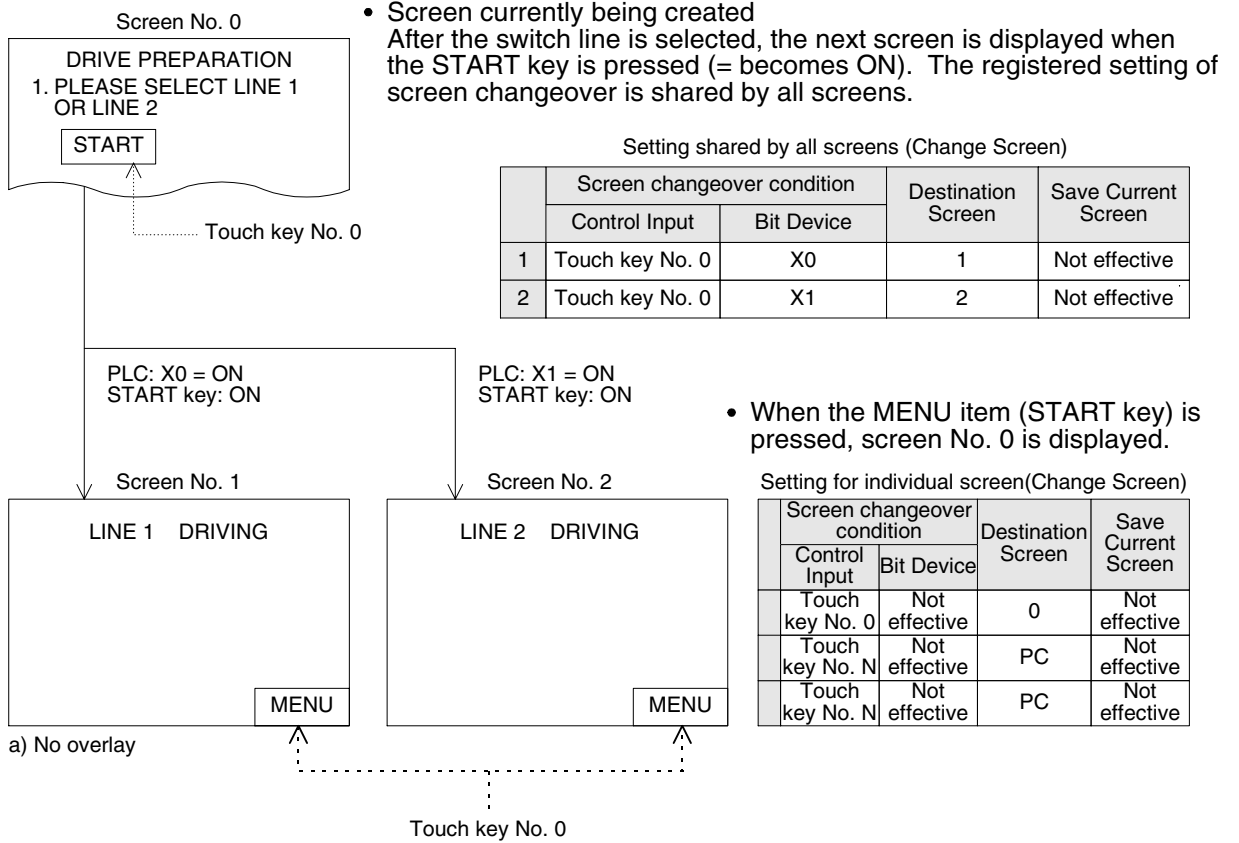 Screen No. 0
DRIVE PREPARATION
1. PLEASE SELECT LINE 1
OR LINE 2
START
Touch key No. 0
• Screen currently being created
After the switch line is selected, the next screen is displayed when
the START key is pressed (= becomes ON). The registered setting of
screen changeover is shared by all screens.
Setting shared by all screens (Change Screen)
Screen changeover condition Destination Screen Save Current Screen
Control Input Bit Device
1 Touch key No. 0 X0 1 Not effective
2 Touch key No. 0 X1 2 Not effective
PLC: X0 = ON
START key: ON
PLC: X1 = ON
START key: ON
• When the MENU item (START key) is
pressed, screen No. 0 is displayed.
Screen No. 1
LINE 1 DRIVING
MENU
Screen No. 2
LINE 2 DRIVING
MENU
Setting for individual screen(Change Screen)
Screen changeover condition Destination Screen Save Current Screen
Control Input Bit Device
Touch key No. 0 Not effective 0 Not effective
Touch key No. N Not effective PC Not effective
Touch key No. N Not effective PC Not effective
a) No overlay
Touch key No. 0